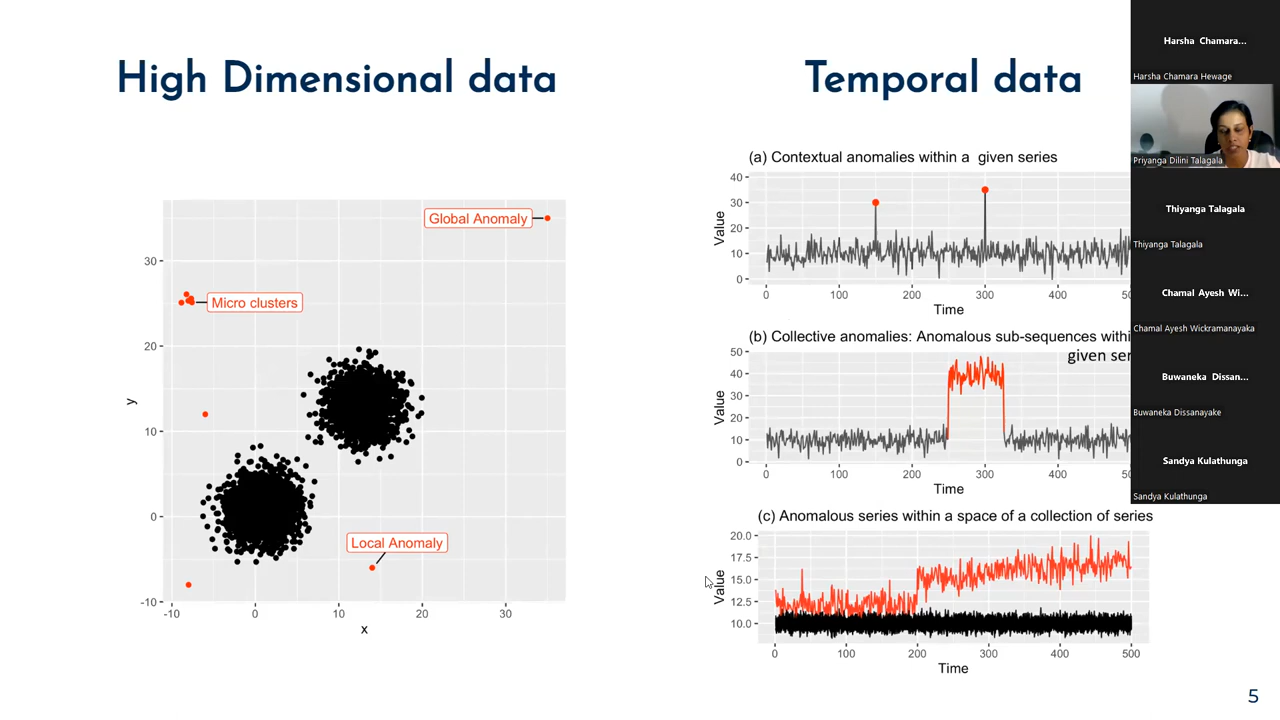 High Dimensional data
Global Anomaly
Micro clusters
Local Anomaly
30
20
10
0
-10
y
-10
0
10
20
30
x
Temporal data
(a) Contextual anomalies within a given series
40
30
20
10
0
Value
0
100
200
300
400
50
Time
(b) Collective anomalies: Anomalous sub-sequences withi
given ser
50
40
30
20
10
0
Value
0
100
200
300
400
50
Time
(c) Anomalous series within a space of a collection of series
20.0
17.5
15.0
12.5
10.0
Value
0
100
200
300
400
500
Time
5
Harsha Chamara...
Harsha Chamara Hewage
Priyanga Dilini Talagala
Thiyanga Talagala
Thiyanga Talagala
Chamal Ayesh Wi...
Chamal Ayesh Wickramanayaka
Buwaneka Dissan...
Buwaneka Dissanayake
Sandya Kulathunga
Sandya Kulathunga